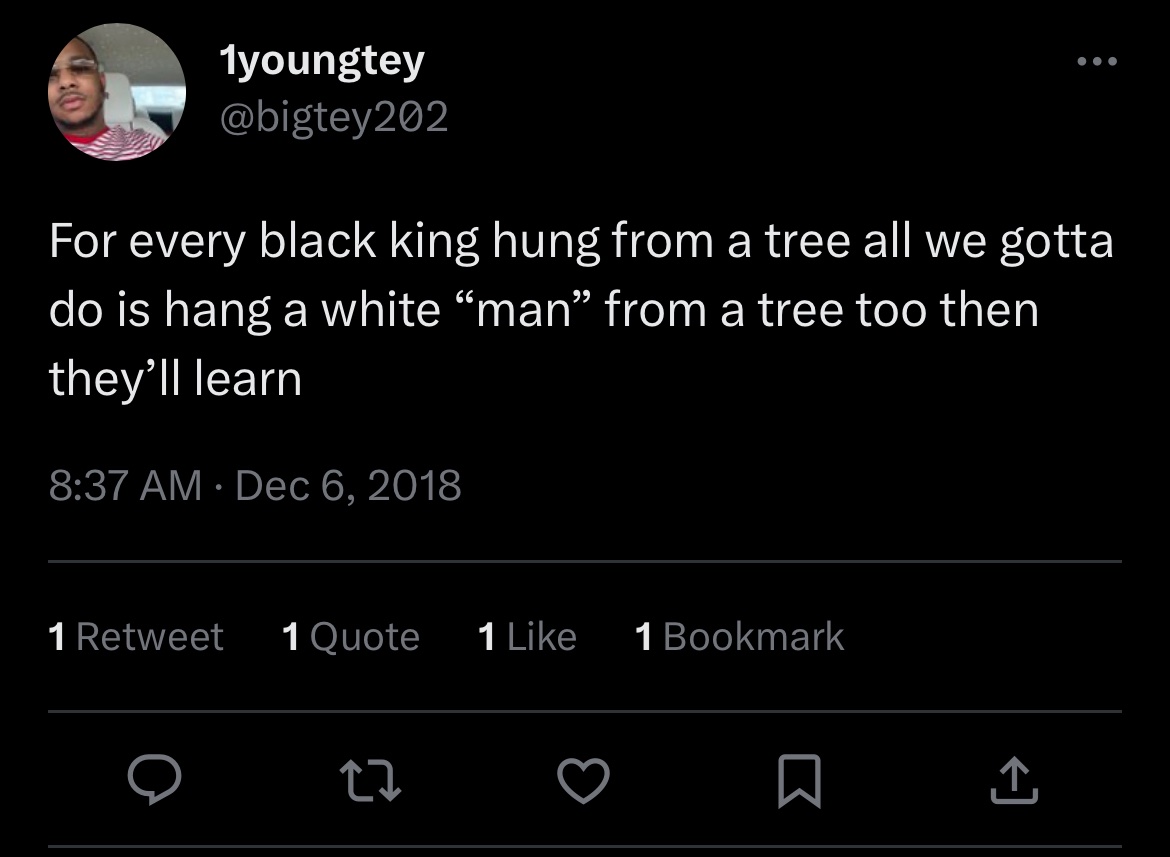 1youngtey
@bigtey202
For every black king hung from a tree all we gotta
do is hang a white “man” from a tree too then
they’ll learn
8:37 AM · Dec 6, 2018
1 Retweet 1 Quote 1 Like 1 Bookmark